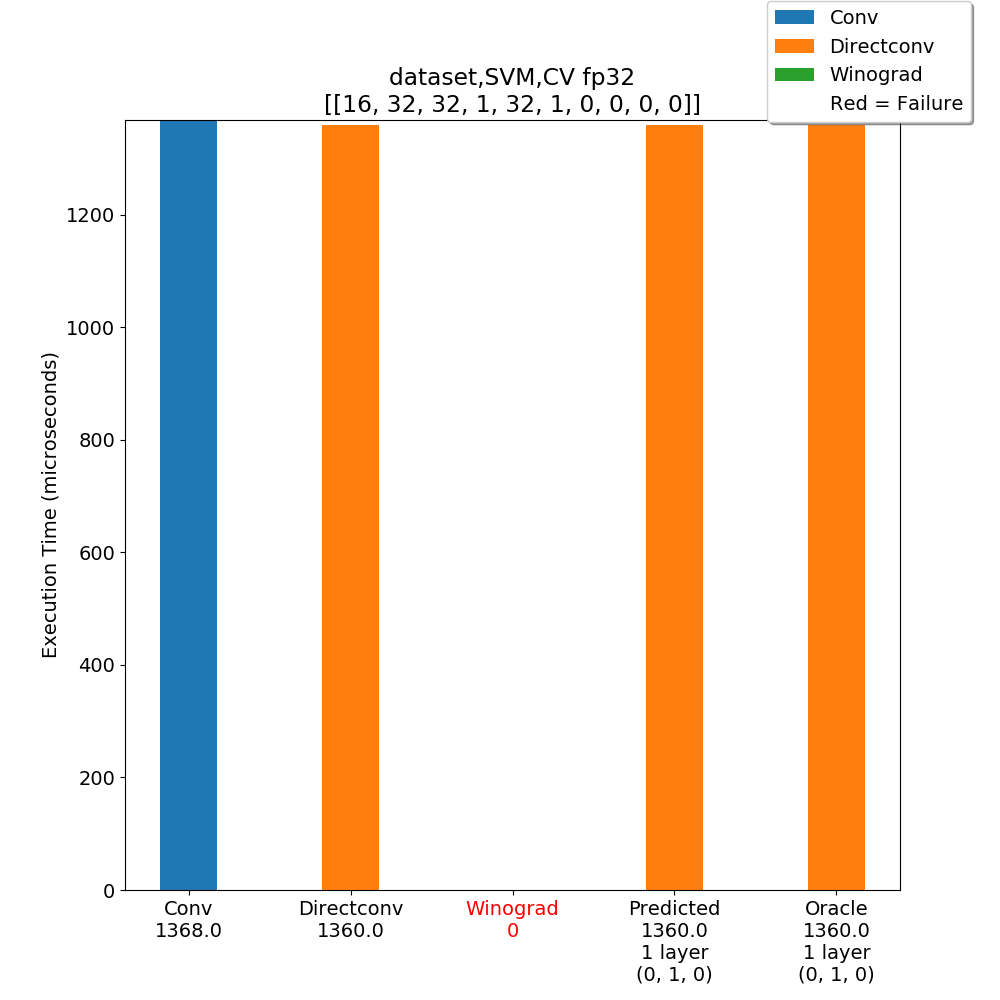 Conv
Directconv
Winograd
Red = Failure
dataset,SVM,CV fp32
[[16, 32, 32, 1, 32, 1, 0, 0, 0, 0]]
Execution Time (microseconds)
1200
1000
800
600
400
200
0
Conv
1368.0
Directconv
1360.0
Winograd
0
Predicted
1360.0
1 layer
(0, 1, 0)
Oracle
1360.0
1 layer
(0, 1, 0)